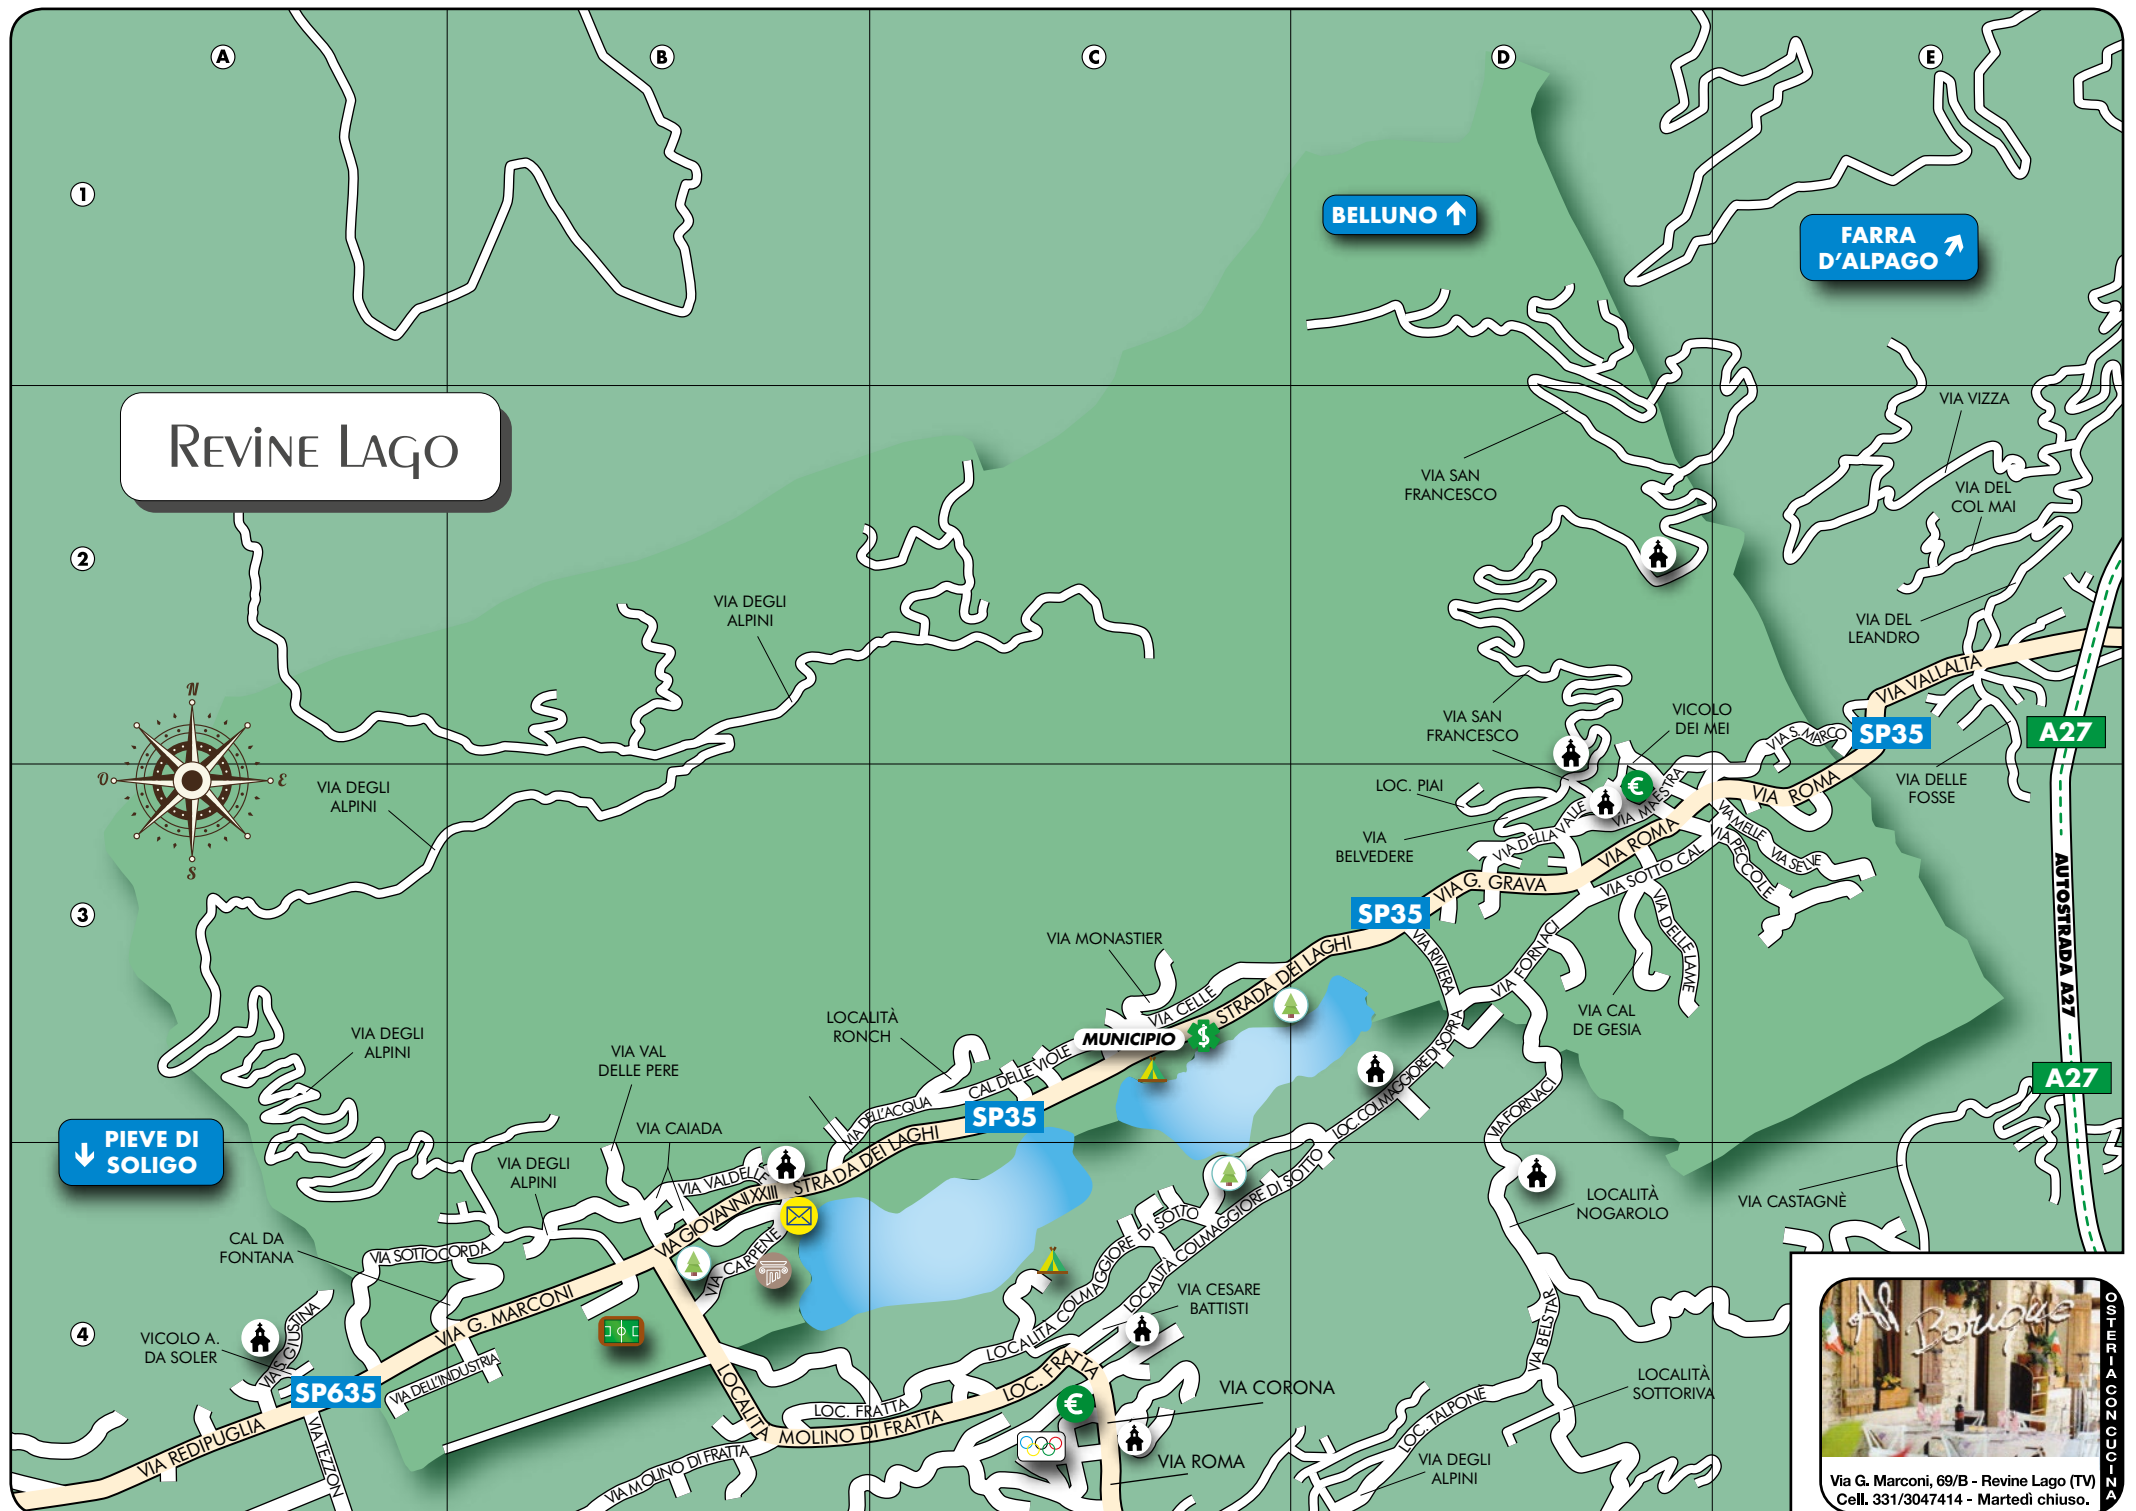 A
B
C
D
E
1
2
3
4
REVINE LAGO
BELLUNO
FARRA
D'ALPAGO
PIEVE DI
SOLIGO
N
O
E
S
VIA VIZZA
VIA DEL
COL MAI
VIA SAN
FRANCESCO
VIA DEL
LEANDRO
VIA DEGLI
ALPINI
VIA VALLALTA
SP35
A27
VIA SAN
FRANCESCO
VICOLO
DEI MEI
VIA S. MARCO
VIA DELLE
FOSSE
VIA DEGLI
ALPINI
LOC. PIAI
VIA
BELVEDERE
VIA DELLA VALLE
VIA MAESTRA
VIA ROMA
VIA ROMA
VIA MELLE
VIA SELVE
VIA PECCOLE
VIA SOTTO CAL
VIA G. GRAVA
SP35
VIA DELLE LAME
VIA CAL
DE GESIA
VIA FORNACI
VIA RIVIERA
AUTOSTRADA A27
A27
VIA MONASTIER
VIA CELLE
STRADA DEI LAGHI
MUNICIPIO
LOCALITÀ
RONCH
CAL DELLE VIOLE
VIA DELL'ACQUA
SP35
STRADA DEI LAGHI
VIA DEGLI
ALPINI
VIA VAL
DELLE PERE
VIA CAIADA
VIA DEGLI
ALPINI
VIA GIOVANNI XXIII
VIA CARPENE
CAL DA
FONTANA
VIA SOTTOCORDA
VIA G. MARCONI
VICOLO A.
DA SOLER
VIA S. GIUSTINA
SP635
VIA DELL'INDUSTRIA
VIA REDIPUGLIA
VIA TEZZON
LOCALITÀ
MOLINO DI FRATTA
VIA MOLINO DI FRATTA
LOC. FRATTA
LOC. FRATTA
LOCALITÀ COLMAGGIORE DI SOTTO
LOCALITÀ COLMAGGIORE DI SOTTO
LOC. COLMAGGIORE DI SOPRA
VIA CESARE
BATTISTI
VIA CORONA
VIA ROMA
VIA FORNACI
LOCALITÀ
NOGAROLO
VIA CASTAGNÈ
VIA BELSTAR
LOC. TALPONÈ
LOCALITÀ
SOTTORIVA
VIA DEGLI
ALPINI
Al Barique
OSTERIA CON CUCINA
Via G. Marconi, 69/B - Revine Lago (TV)
Cell. 331/3047414 - Martedì chiuso.